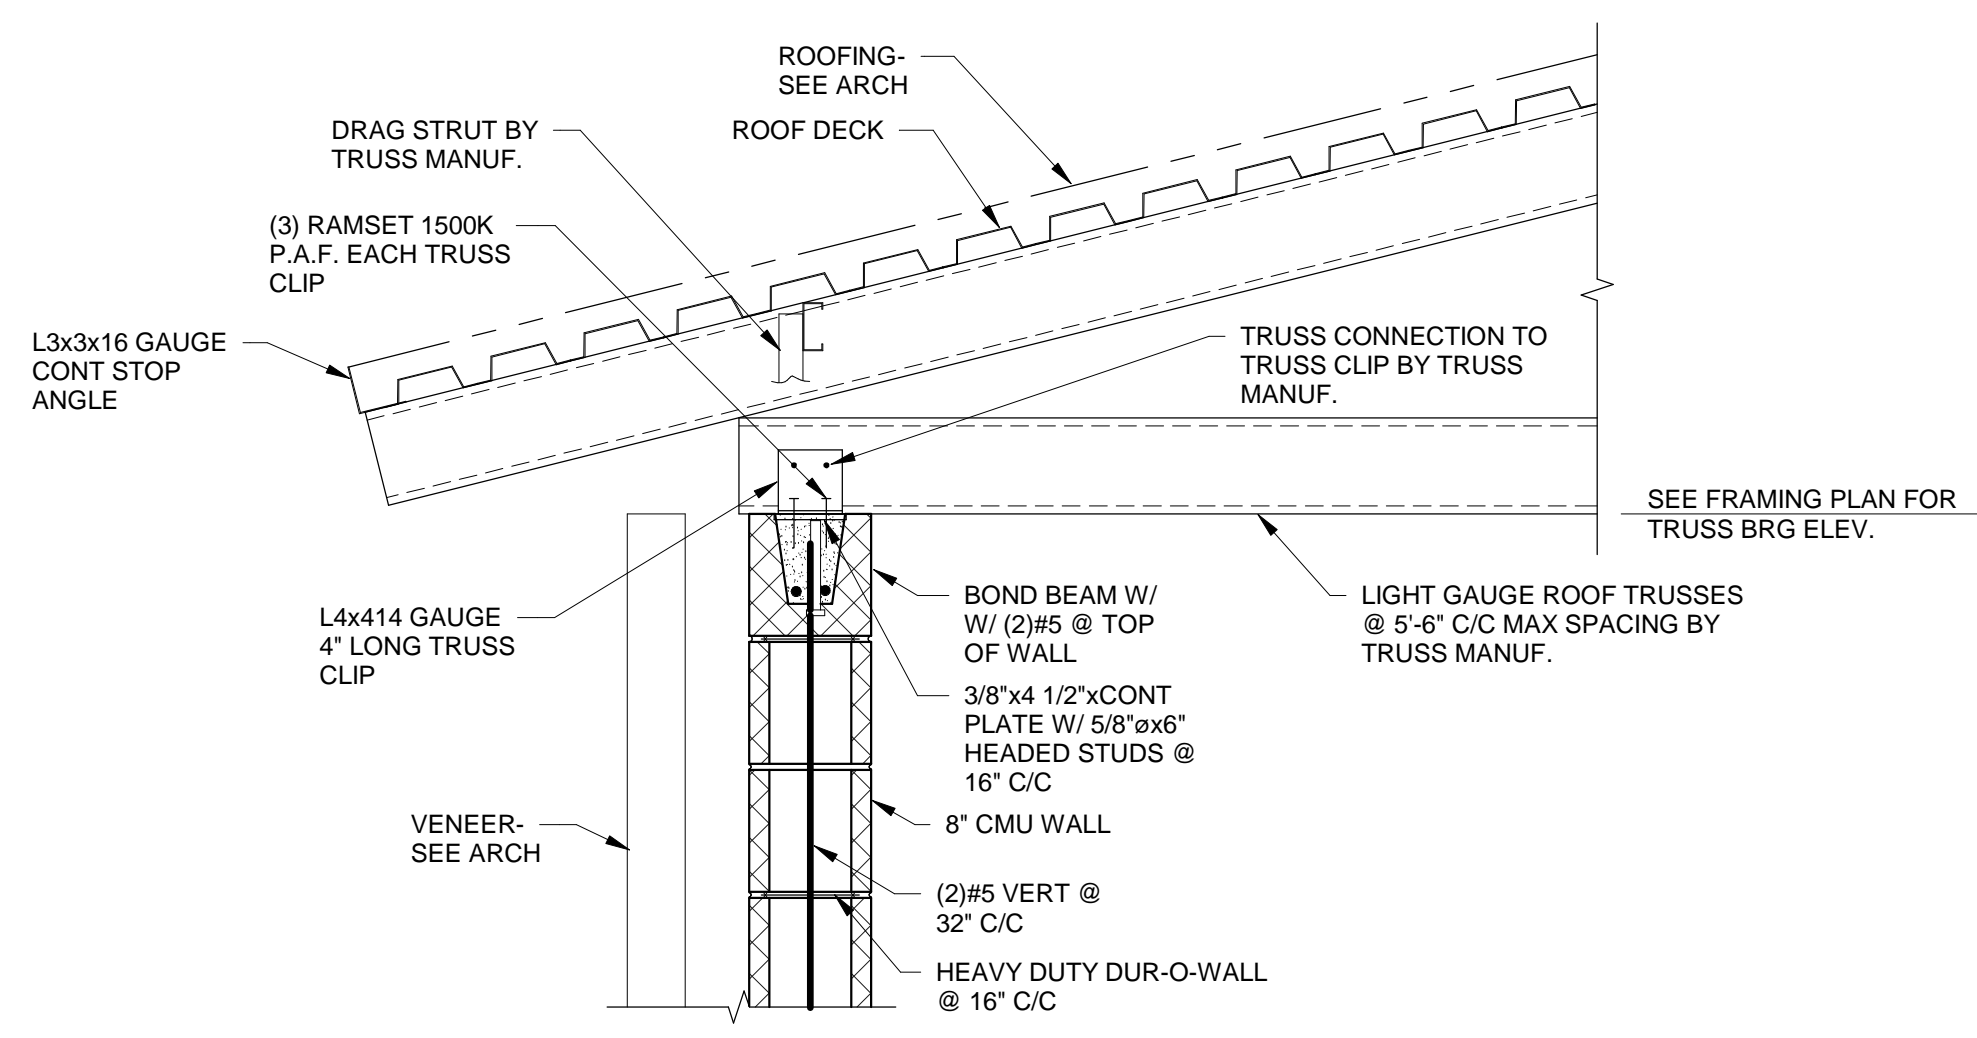 ROOFING-
SEE ARCH
DRAG STRUT BY
TRUSS MANUF.
ROOF DECK
(3) RAMSET 1500K
P.A.F. EACH TRUSS
CLIP
L3x3x16 GAUGE
CONT STOP
ANGLE
TRUSS CONNECTION TO
TRUSS CLIP BY TRUSS
MANUF.
SEE FRAMING PLAN FOR
TRUSS BRG ELEV.
L4x414 GAUGE
4" LONG TRUSS
CLIP
BOND BEAM W/
W/ (2)#5 @ TOP
OF WALL
LIGHT GAUGE ROOF TRUSSES
@ 5'-6" C/C MAX SPACING BY
TRUSS MANUF.
3/8"x4 1/2"xCONT
PLATE W/ 5/8"øx6"
HEADED STUDS @
16" C/C
VENEER-
SEE ARCH
8" CMU WALL
(2)#5 VERT @
32" C/C
HEAVY DUTY DUR-O-WALL
@ 16" C/C